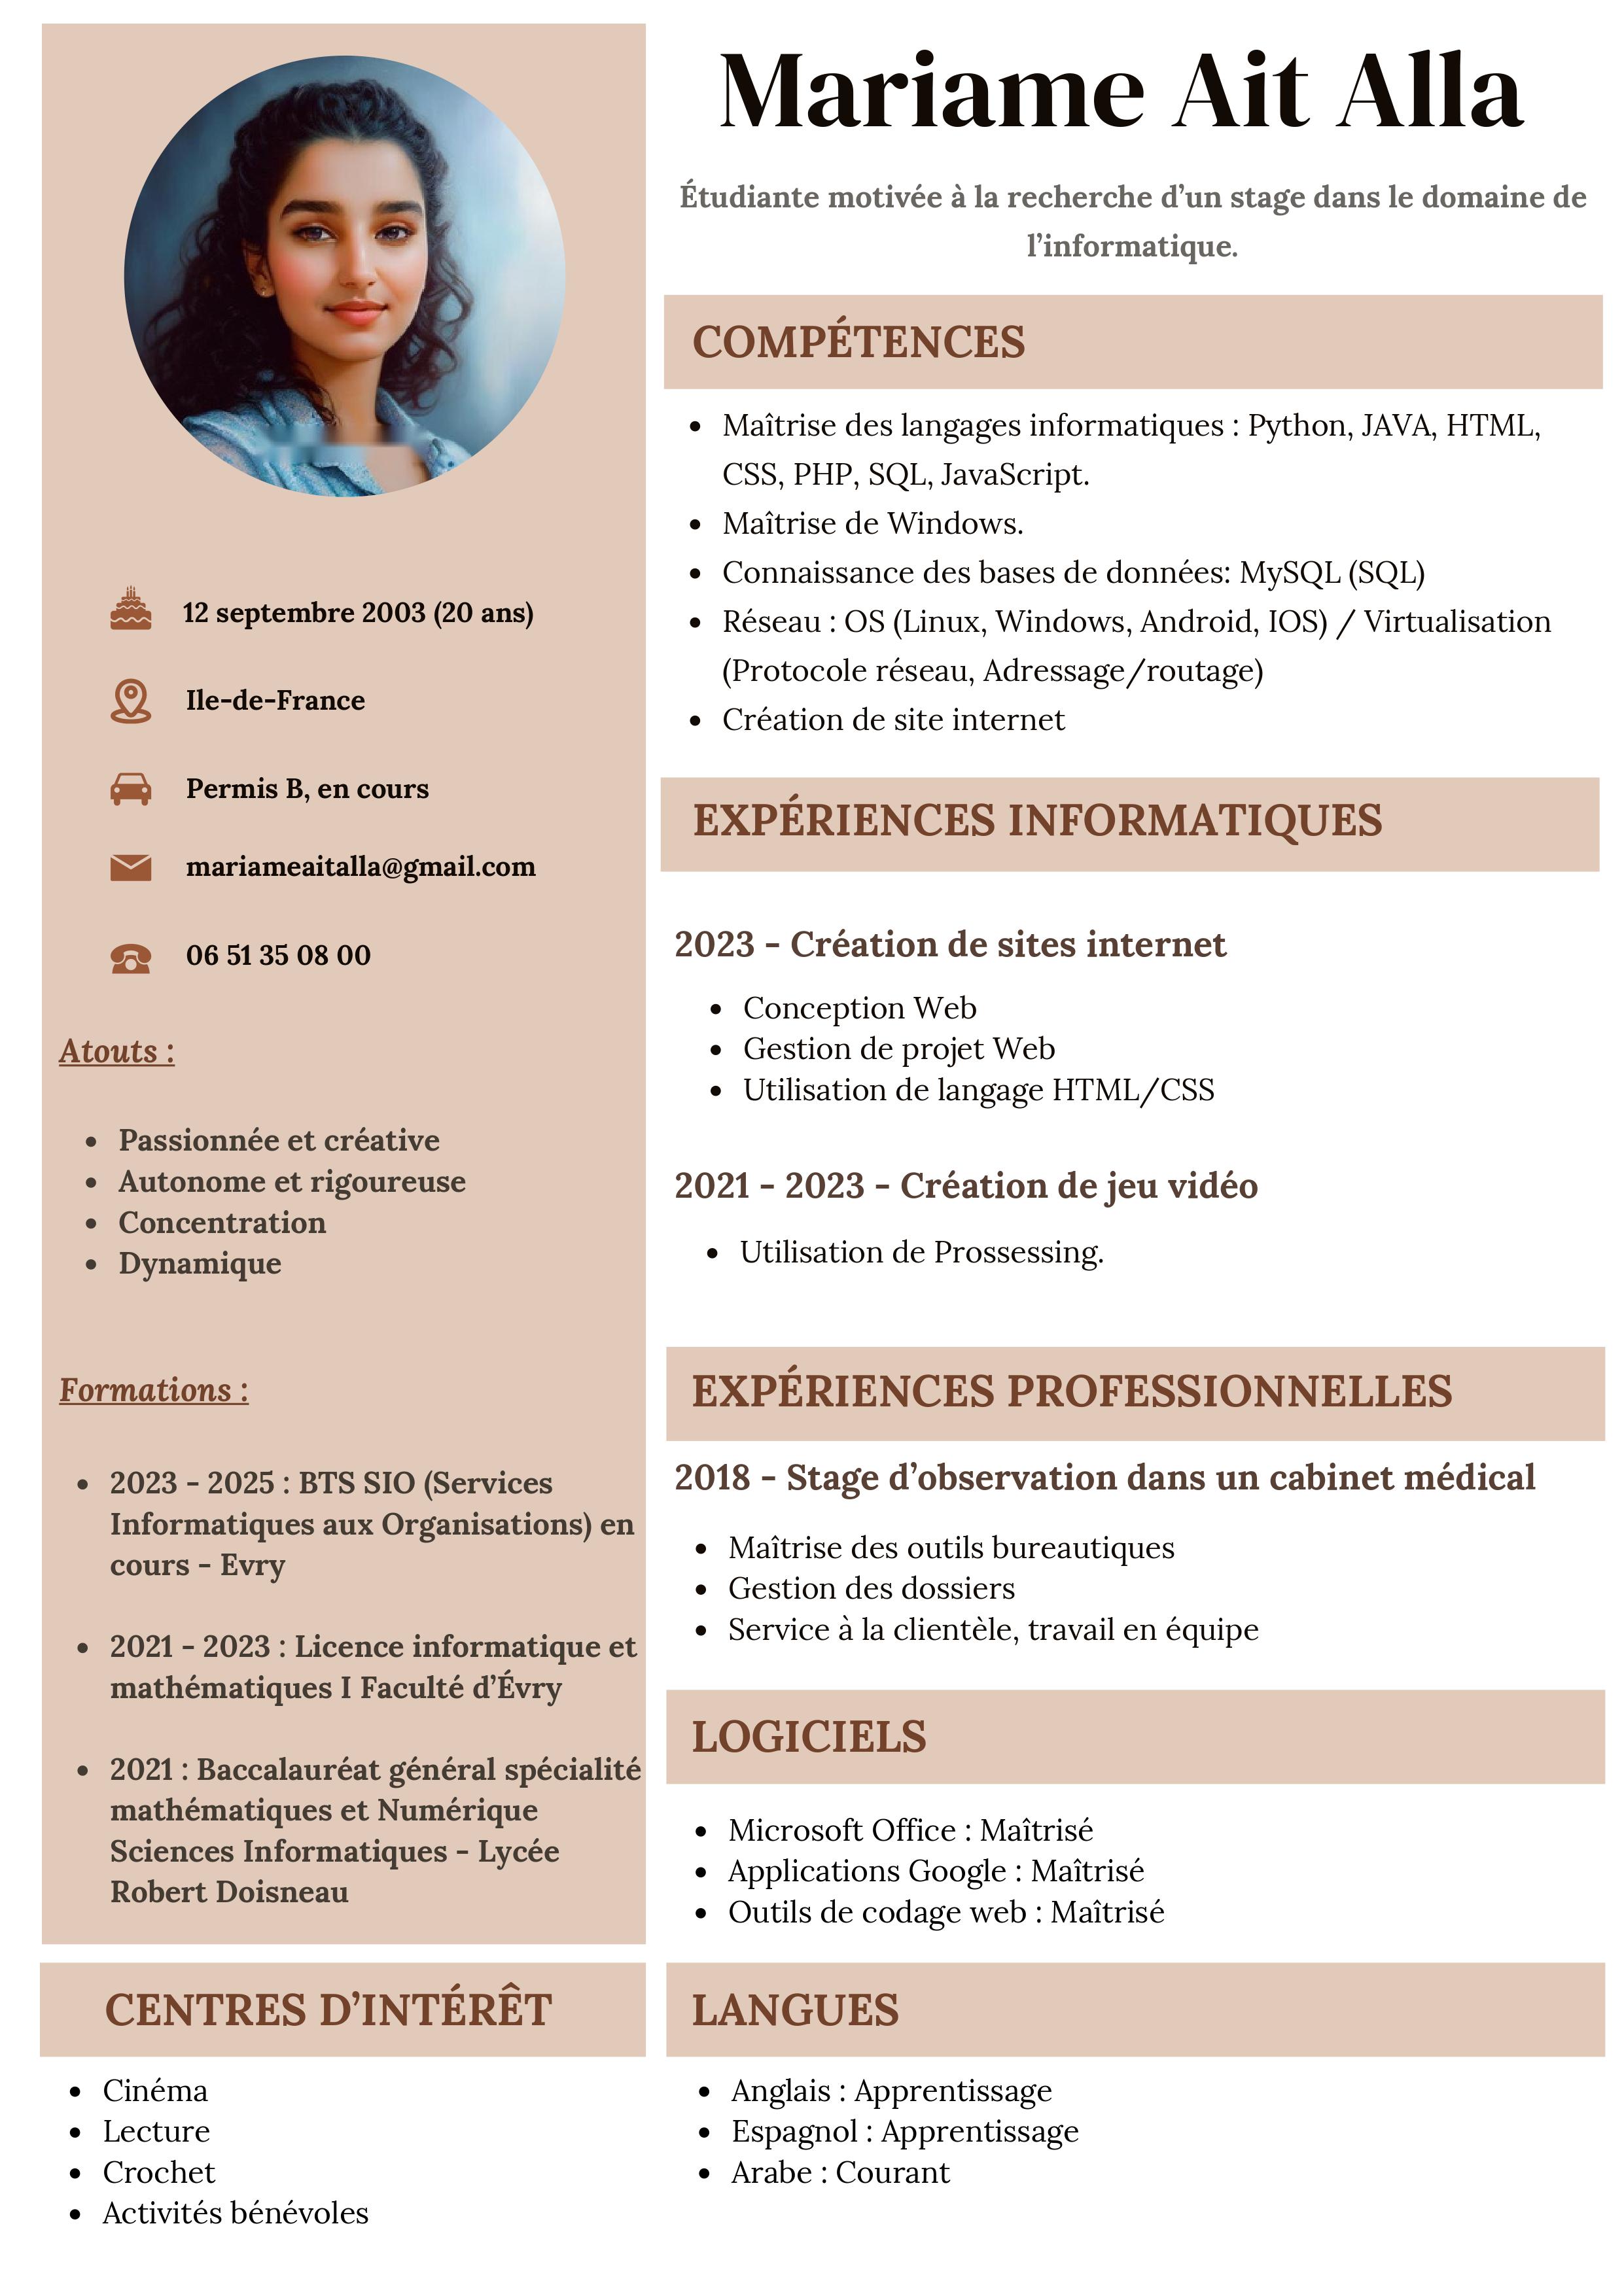 Mariame Ait Alla
Étudiante motivée à la recherche d’un stage dans le domaine de
l’informatique.
12 septembre 2003 (20 ans)
Ile-de-France
Permis B, en cours
mariameaitalla@gmail.com
06 51 35 08 00
Atouts :
• Passionnée et créative
• Autonome et rigoureuse
• Concentration
• Dynamique
Formations :
• 2023 - 2025 : BTS SIO (Services
Informatiques aux Organisations) en
cours - Evry
• 2021 - 2023 : Licence informatique et
mathématiques I Faculté d’Évry
• 2021 : Baccalauréat général spécialité
mathématiques et Numérique
Sciences Informatiques - Lycée
Robert Doisneau
CENTRES D’INTÉRÊT
• Cinéma
• Lecture
• Crochet
• Activités bénévoles
COMPÉTENCES
• Maîtrise des langages informatiques : Python, JAVA, HTML,
CSS, PHP, SQL, JavaScript.
• Maîtrise de Windows.
• Connaissance des bases de données: MySQL (SQL)
• Réseau : OS (Linux, Windows, Android, IOS) / Virtualisation
(Protocole réseau, Adressage/routage)
• Création de site internet
EXPÉRIENCES INFORMATIQUES
2023 - Création de sites internet
• Conception Web
• Gestion de projet Web
• Utilisation de langage HTML/CSS
2021 - 2023 - Création de jeu vidéo
• Utilisation de Prossessing.
EXPÉRIENCES PROFESSIONNELLES
2018 - Stage d’observation dans un cabinet médical
• Maîtrise des outils bureautiques
• Gestion des dossiers
• Service à la clientèle, travail en équipe
LOGICIELS
• Microsoft Office : Maîtrisé
• Applications Google : Maîtrisé
• Outils de codage web : Maîtrisé
LANGUES
• Anglais : Apprentissage
• Espagnol : Apprentissage
• Arabe : Courant